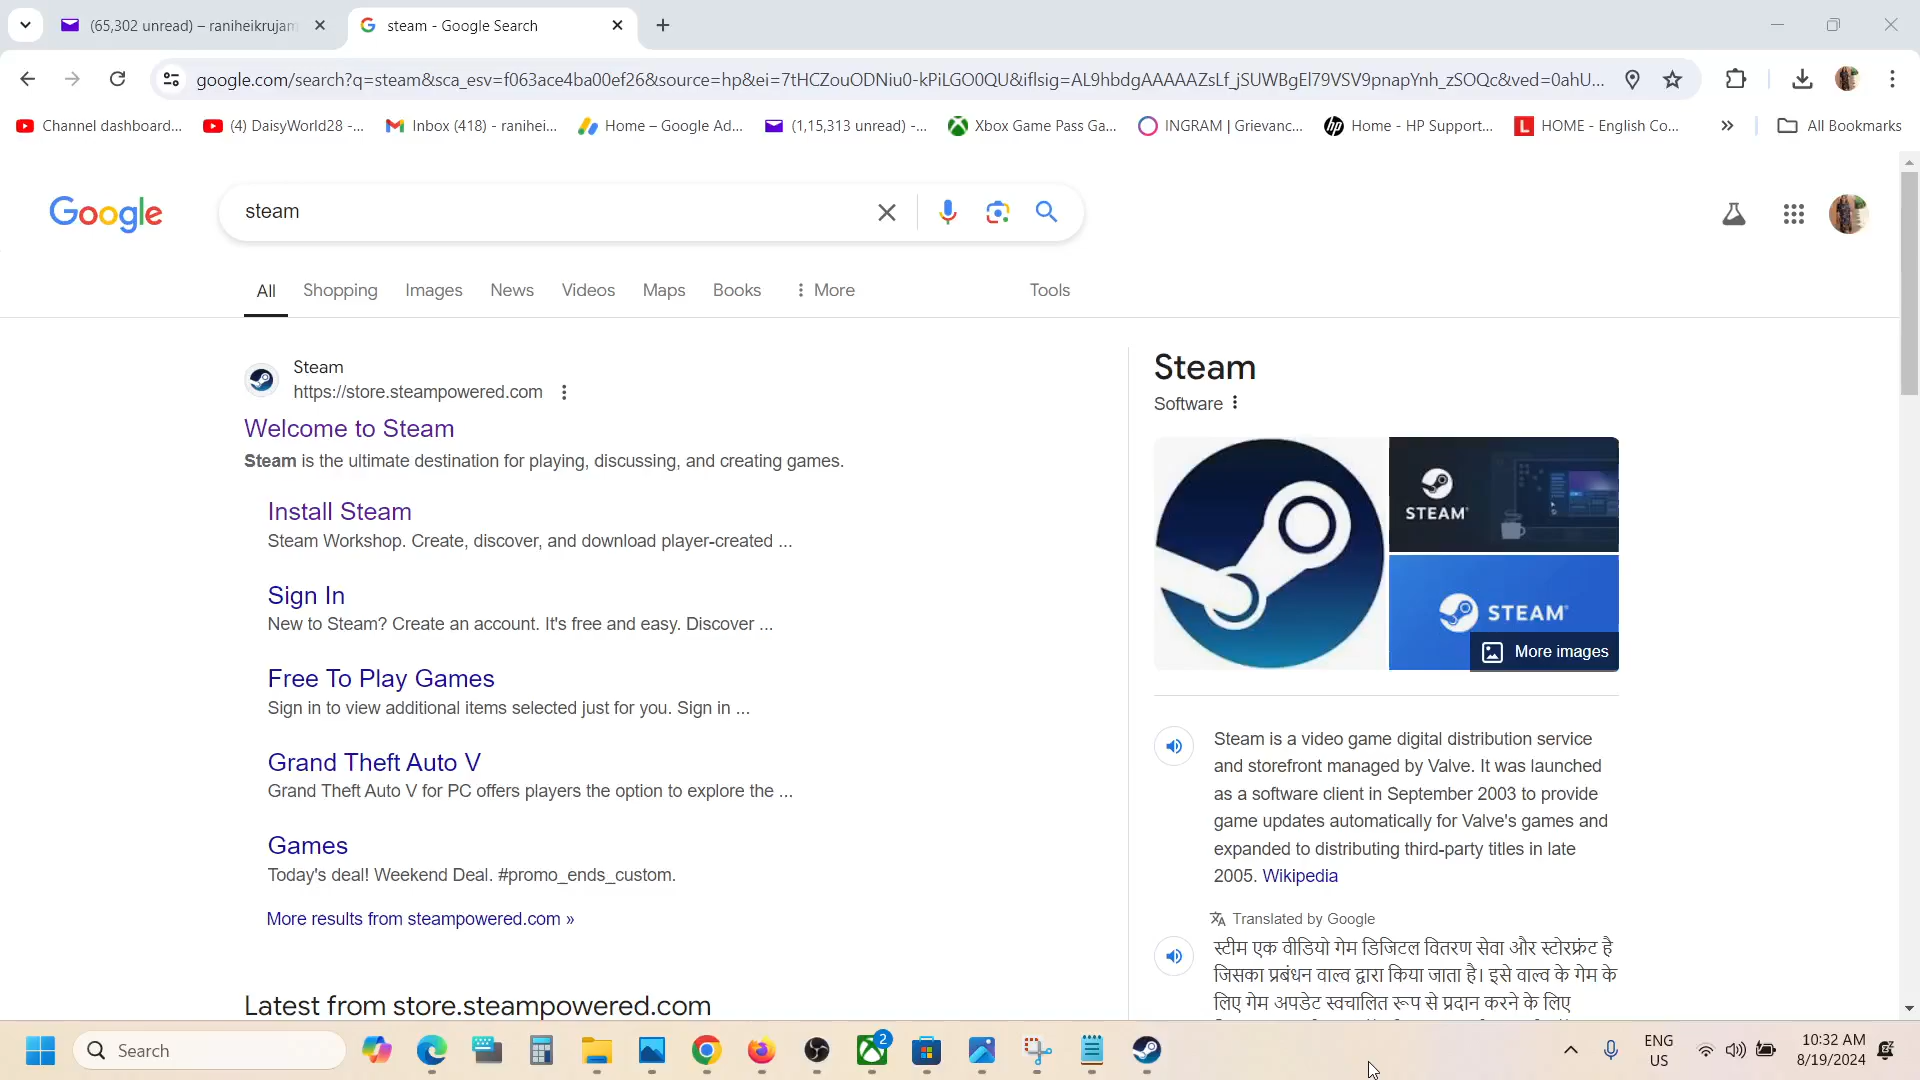 (65,302 unread) – raniheikrujam
steam - Google Search
google.com/search?q=steam&sca_esv=f063ace4ba00ef26&source=hp&ei=7tHCZouODNiu0-kPiLGO0QU&iflsig=AL9hbdgAAAAAZsLf_jSUWBgEl79VSV9pnapYnh_zSOQc&ved=0ahU...
Channel dashboard...
(4) DaisyWorld28 -...
Inbox (418) - ranihei...
Home – Google Ad...
(1,15,313 unread) -...
Xbox Game Pass Ga...
INGRAM | Grievanc...
Home - HP Support...
HOME - English Co...
All Bookmarks
Google
steam
All
Shopping
Images
News
Videos
Maps
Books
More
Tools
Steam
https://store.steampowered.com
Welcome to Steam
Steam is the ultimate destination for playing, discussing, and creating games.
Install Steam
Steam Workshop. Create, discover, and download player-created ...
Sign In
New to Steam? Create an account. It's free and easy. Discover ...
Free To Play Games
Sign in to view additional items selected just for you. Sign in ...
Grand Theft Auto V
Grand Theft Auto V for PC offers players the option to explore the ...
Games
Today's deal! Weekend Deal. #promo_ends_custom.
More results from steampowered.com »
Latest from store.steampowered.com
Steam
Software
STEAM
STEAM
More images
Steam is a video game digital distribution service
and storefront managed by Valve. It was launched
as a software client in September 2003 to provide
game updates automatically for Valve's games and
expanded to distributing third-party titles in late
2005. Wikipedia
Translated by Google
स्टीम एक वीडियो गेम डिजिटल वितरण सेवा और स्टोरफ्रंट है
जिसका प्रबंधन वाल्व द्वारा किया जाता है। इसे वाल्व के गेम के
लिए गेम अपडेट स्वचालित रूप से प्रदान करने के लिए
Search
2
ENG
US
10:32 AM
8/19/2024